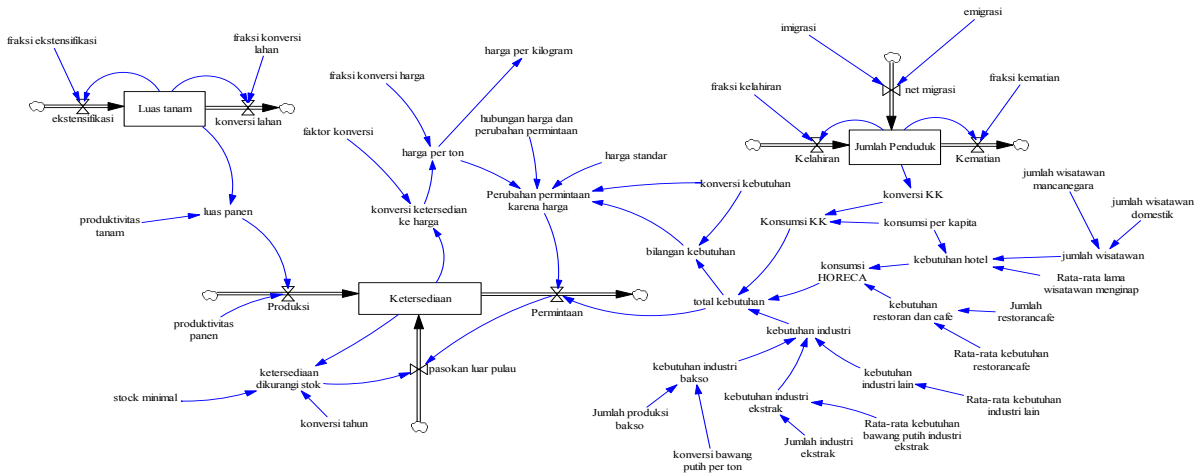 emigrasi
imigrasi
fraksi ekstensifikasi
fraksi konversi
lahan
harga per kilogram
fraksi konversi harga
fraksi kelahiran
net migrasi
fraksi kematian
Luas tanam
ekstensifikasi
konversi lahan
hubungan harga dan
perubahan permintaan
faktor konversi
harga per ton
harga standar
Kelahiran
Jumlah Penduduk
Kematian
jumlah wisatawan
mancanegara
konversi kebutuhan
Perubahan permintaan
karena harga
konversi KK
jumlah wisatawan
domestik
produktivitas
tanam
luas panen
konversi ketersedian
ke harga
Konsumsi KK
konsumsi per kapita
bilangan kebutuhan
kebutuhan hotel
jumlah wisatawan
konsumsi
HORECA
Rata-rata lama
wisatawan menginap
Ketersediaan
Produksi
Permintaan
total kebutuhan
kebutuhan
restoran dan cafe
Jumlah
restorancafe
produktivitas
panen
kebutuhan industri
Rata-rata kebutuhan
restorancafe
ketersediaan
dikurangi stok
pasokan luar pulau
kebutuhan industri
bakso
kebutuhan
industri lain
stock minimal
konversi tahun
kebutuhan industri
ekstrak
Rata-rata kebutuhan
industri lain
Jumlah produksi
bakso
Rata-rata kebutuhan
bawang putih industri
ekstrak
Jumlah industri
ekstrak
konversi bawang
putih per ton